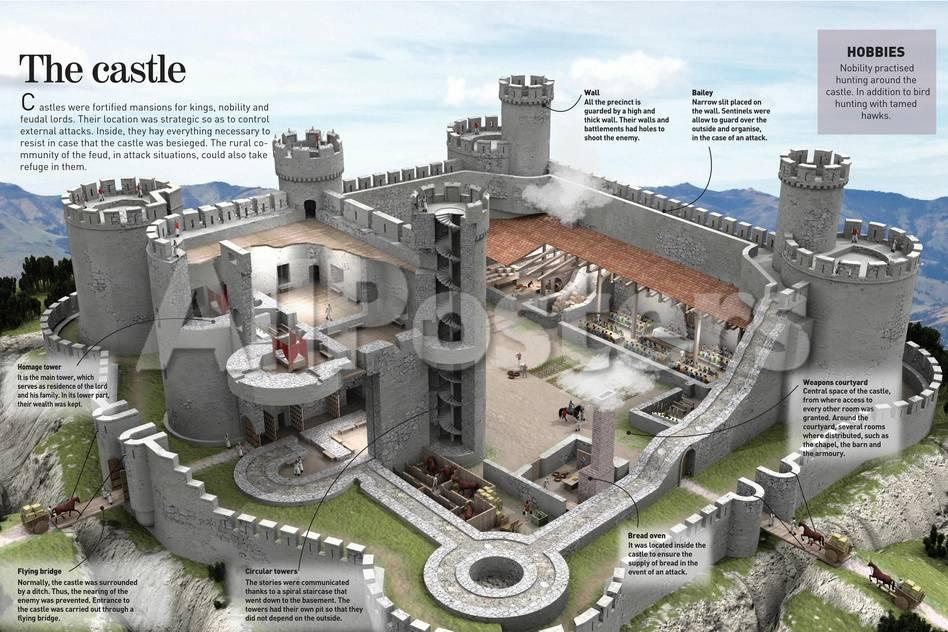 The castle
Castles were fortified mansions for kings, nobility and
feudal lords. Their location was strategic so as to control
external attacks. Inside, they hay everything necessary to
resist in case that the castle was besieged. The rural co-
mmunity of the feud, in attack situations, could also take
refuge in them.
Wall
All the precinct is
guarded by a high and
thick wall. Their walls and
battlements had holes to
shoot the enemy.
Bailey
Narrow slit placed on
the wall. Sentinels were
allow to guard over the
outside and organise,
in the case of an attack.
HOBBIES
Nobility practised
hunting around the
castle. In addition to bird
hunting with tamed
hawks.
AllPosters
Homage tower
It is the main tower, which
serves as residence of the lord
and his family. In its lower part,
their wealth was kept.
Weapons courtyard
Central space of the castle,
from where access to
every other room was
granted. Around the
courtyard, several rooms
where distributed, such as
the chapel, the barn and
the armoury.
Flying bridge
Normally, the castle was surrounded
by a ditch. Thus, the nearing of the
enemy was prevented. Entrance to
the castle was carried out through a
flying bridge.
Circular towers
The stories were communicated
thanks to a spiral staircase that
went down to the basement. The
towers had their own pit so that they
did not depend on the outside.
Bread oven
It was located inside the
castle to ensure the
supply of bread in the
event of an attack.